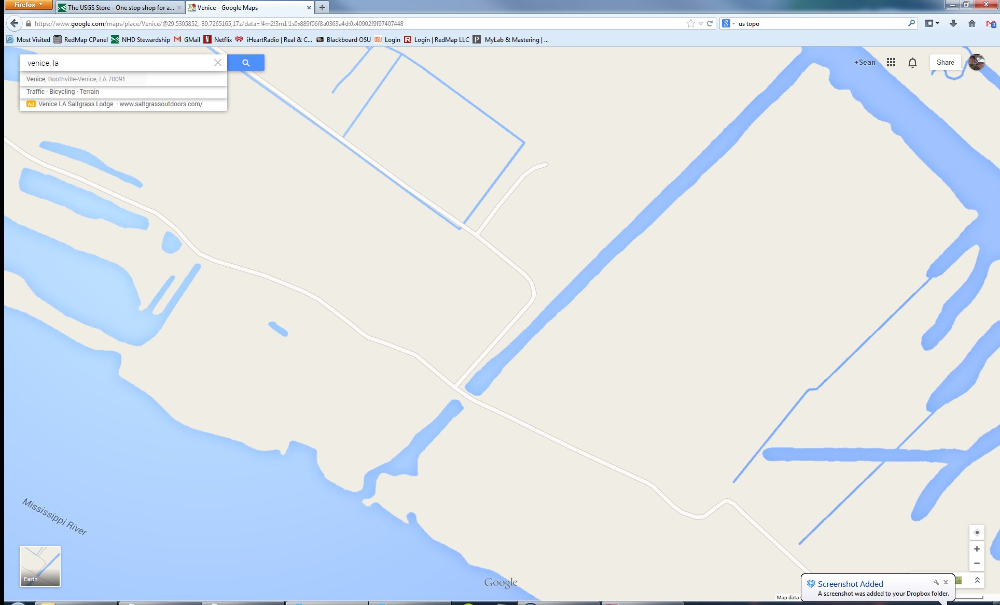 Firefox
The USGS Store - One stop shop for a...
Venice - Google Maps
https://www.google.com/maps/place/Venice/@29.5305852,-89.7265165,17z/data=!4m2!3m1!1s0x889f06f8a0363a4d:0x40902f9f97407448
us topo
Most Visited RedMap CPanel NHD Stewardship GMail Netflix iHeartRadio | Real & C... Blackboard OSU Login Login | RedMap LLC MyLab & Mastering | ...
venice, la
+Sean
Share
Venice, Boothville-Venice, LA 70091
Traffic · Bicycling · Terrain
Ad Venice LA Saltgrass Lodge · www.saltgrassoutdoors.com/
Mississippi River
Earth
Google
Screenshot Added
A screenshot was added to your Dropbox folder.
Map data